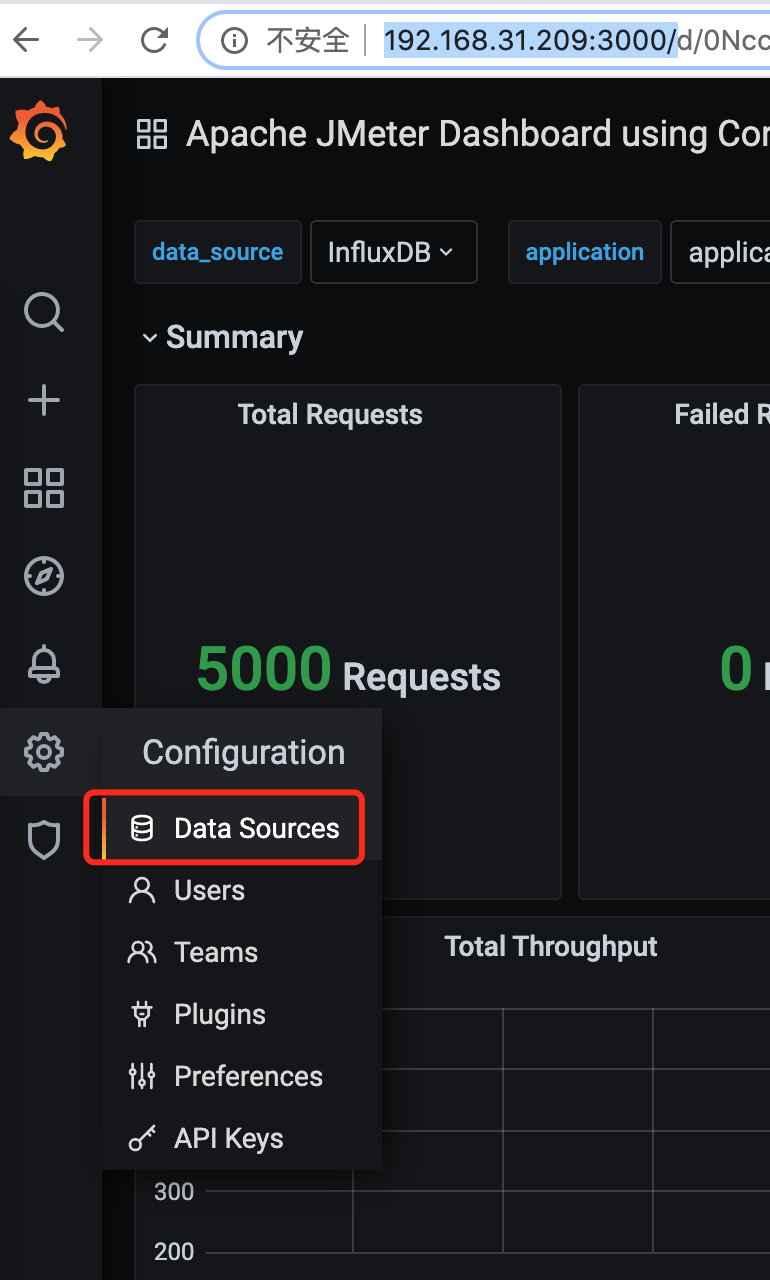 不安全 192.168.31.209:3000/d/0Ncc
Apache JMeter Dashboard using Cor
data_source InfluxDB application applica
Summary
Total Requests Failed R
5000 Requests 0
Configuration
Data Sources
Users
Total Throughput
Teams
Plugins
Preferences
API Keys
300
200